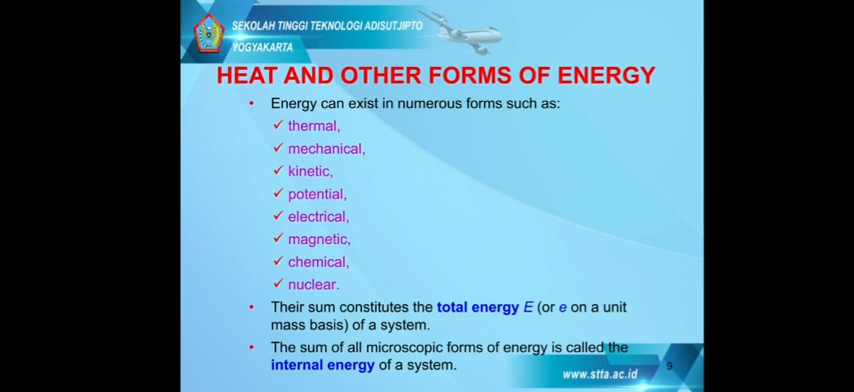 SEKOLAH TINGGI TEKNOLOGI ADISUTJIPTO
YOGYAKARTA
HEAT AND OTHER FORMS OF ENERGY
• Energy can exist in numerous forms such as:
✓ thermal,
✓ mechanical,
✓ kinetic,
✓ potential,
✓ electrical,
✓ magnetic,
✓ chemical,
✓ nuclear.
• Their sum constitutes the total energy E (or e on a unit
mass basis) of a system.
• The sum of all microscopic forms of energy is called the
internal energy of a system.
www.stta.ac.id
9